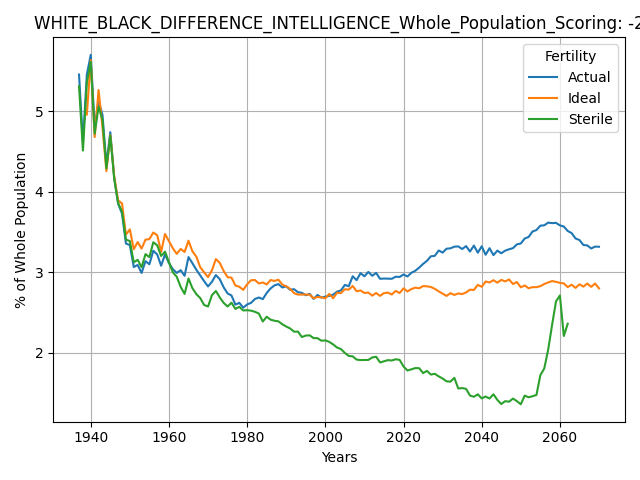 WHITE_BLACK_DIFFERENCE_INTELLIGENCE_Whole_Population_Scoring: -2
Fertility
Actual
Ideal
Sterile
% of Whole Population
5
4
3
2
1940 1960 1980 2000 2020 2040 2060
Years